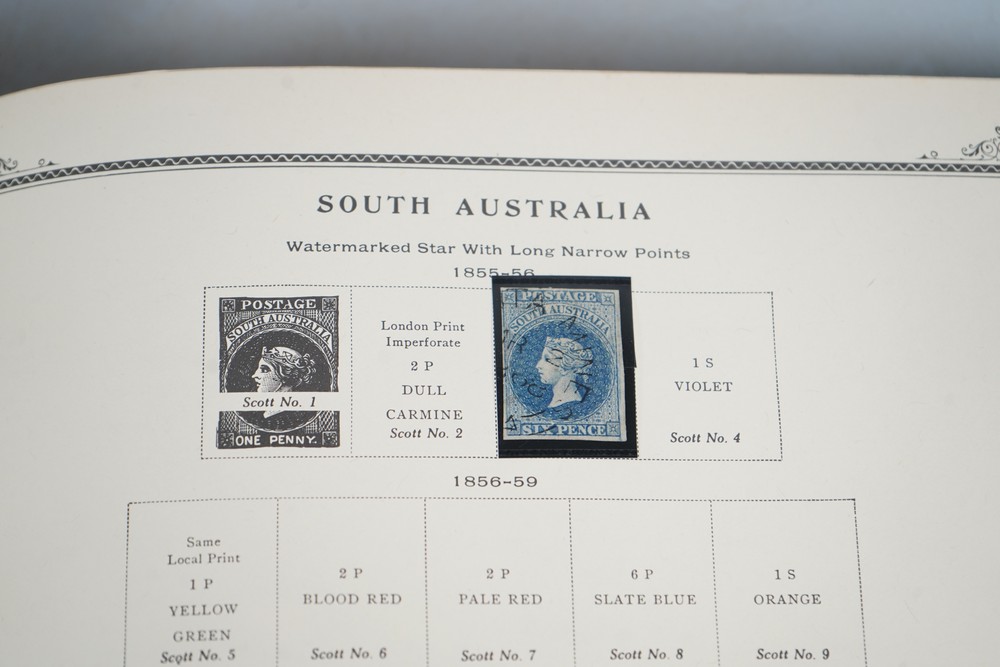 SOUTH AUSTRALIA
Watermarked Star With Long Narrow Points
1855-56
POSTAGE
SOUTH AUSTRALIA
Scott No. 1
ONE PENNY.
London Print
Imperforate
2 P
DULL
CARMINE
Scott No. 2
POSTAGE
SOUTH AUSTRALIA
SIX PENCE
1 S
VIOLET
Scott No. 4
1856-59
Same
Local Print
1 P
YELLOW
GREEN
Scott No. 5
2 P
BLOOD RED
Scott No. 6
2 P
PALE RED
Scott No. 7
6 P
SLATE BLUE
Scott No. 8
1 S
ORANGE
Scott No. 9